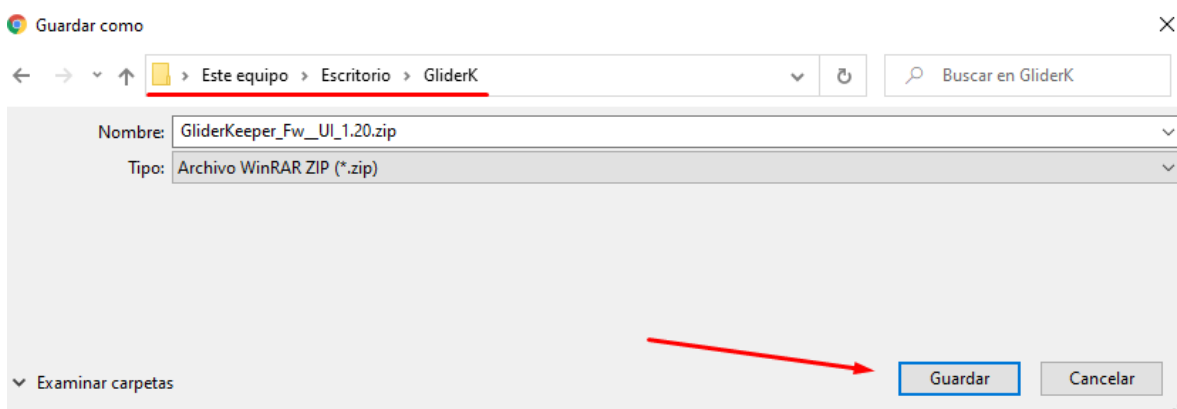 Guardar como
Este equipo > Escritorio > GliderK
Buscar en GliderK
Nombre: GliderKeeper_Fw__UI_1.20.zip
Tipo: Archivo WinRAR ZIP (*.zip)
Examinar carpetas
Guardar
Cancelar